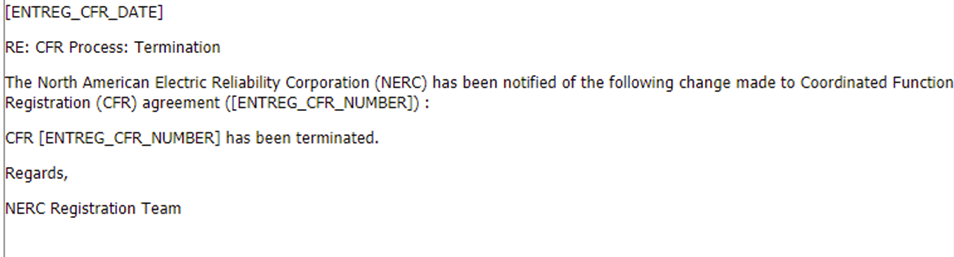 [ENTREG_CFR_DATE]
RE: CFR Process: Termination
The North American Electric Reliability Corporation (NERC) has been notified of the following change made to Coordinated Function
Registration (CFR) agreement ([ENTREG_CFR_NUMBER]) :
CFR [ENTREG_CFR_NUMBER] has been terminated.
Regards,
NERC Registration Team